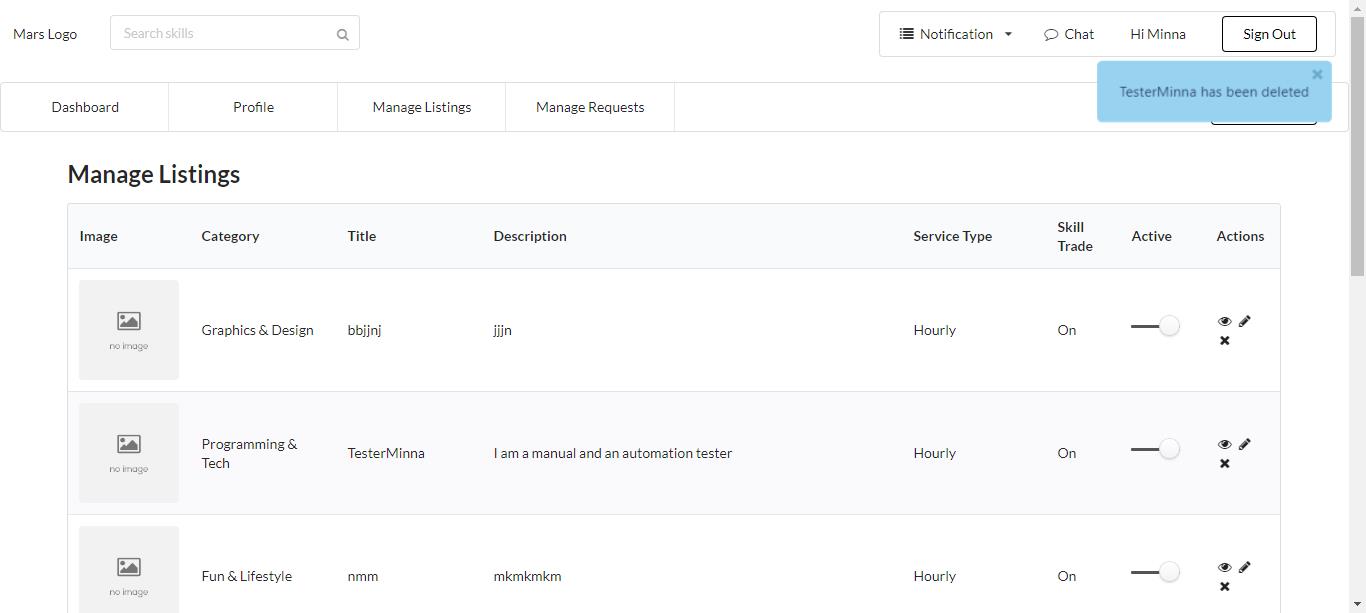 Mars Logo
Search skills
Notification
Chat
Hi Minna
Sign Out
TesterMinna has been deleted
Dashboard
Profile
Manage Listings
Manage Requests
Manage Listings
Image
Category
Title
Description
Service Type
Skill
Trade
Active
Actions
no image
Graphics & Design
bbjjnj
jjjn
Hourly
On
no image
Programming &
Tech
TesterMinna
I am a manual and an automation tester
Hourly
On
no image
Fun & Lifestyle
nmm
mkmkmkm
Hourly
On